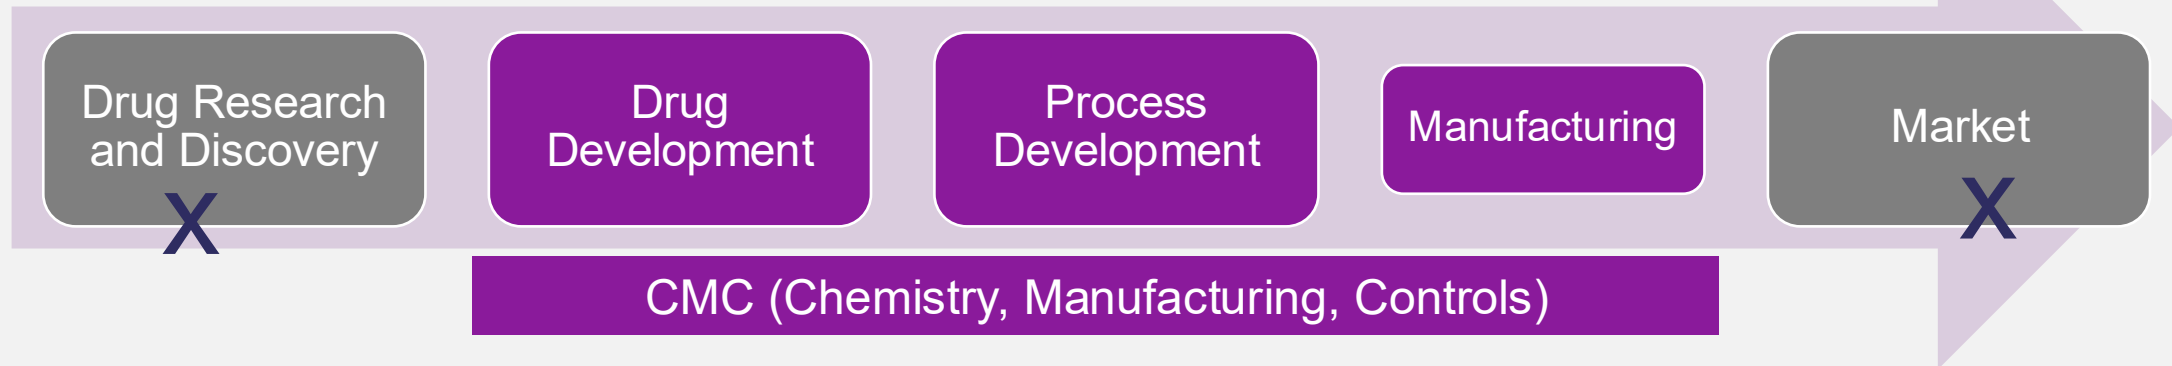 Drug Research
and Discovery
X
Drug
Development
Process
Development
Manufacturing
Market
X
CMC (Chemistry, Manufacturing, Controls)